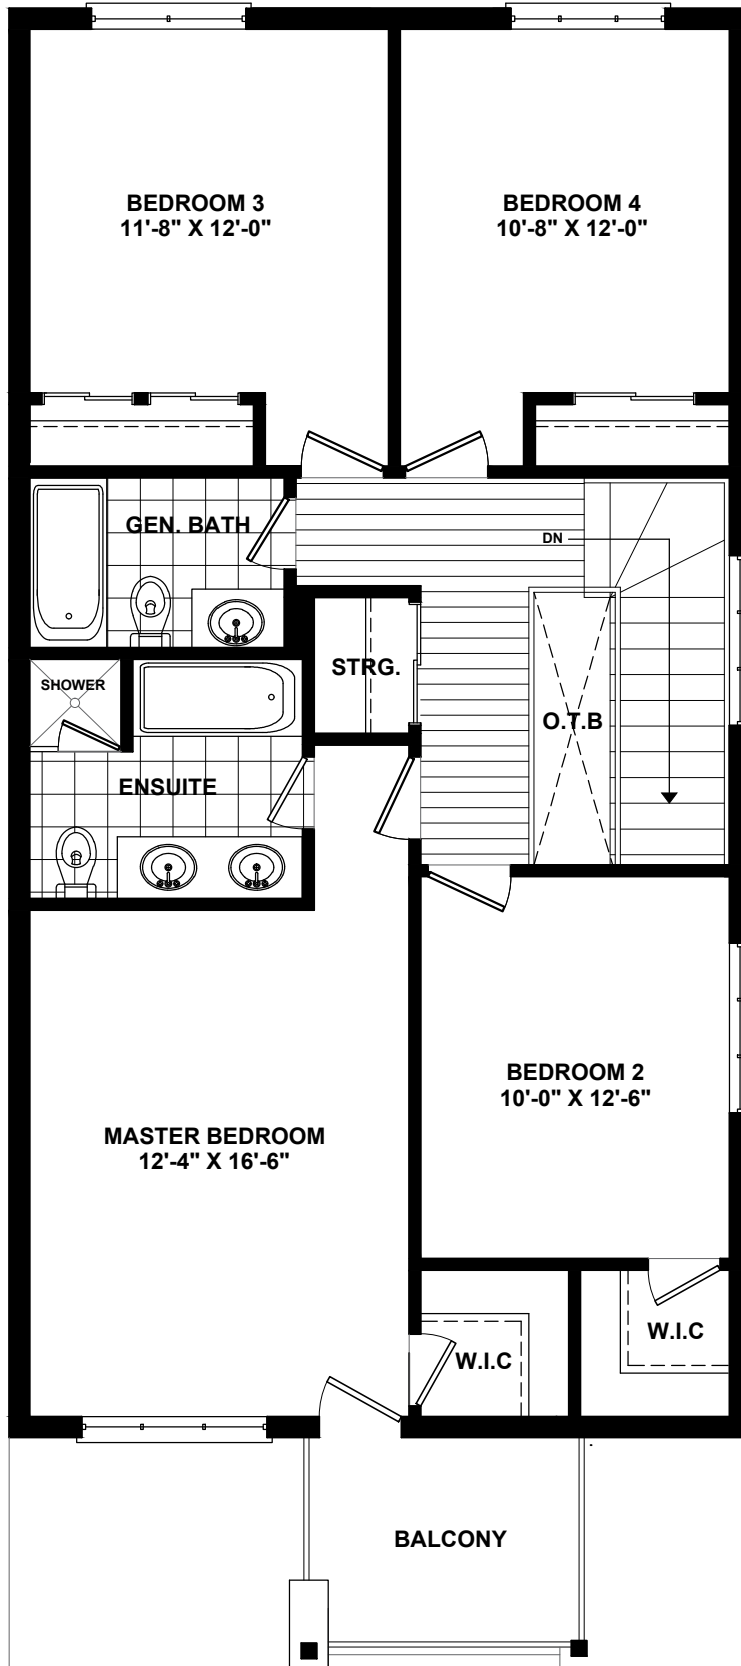 BEDROOM 3
11'-8" X 12'-0"
BEDROOM 4
10'-8" X 12'-0"
GEN. BATH
DN
STRG.
SHOWER
O.T.B
ENSUITE
BEDROOM 2
10'-0" X 12'-6"
MASTER BEDROOM
12'-4" X 16'-6"
W.I.C
W.I.C
BALCONY